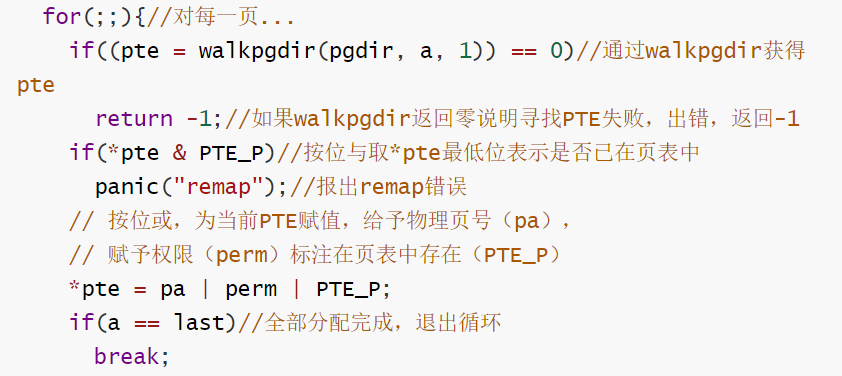 for(;;){//对每一页...
if((pte = walkpgdir(pgdir, a, 1)) == 0)//通过walkpgdir获得
pte
return -1;//如果walkpgdir返回零说明寻找PTE失败，出错，返回-1
if(*pte & PTE_P)//按位与取*pte最低位表示是否已在页表中
panic("remap");//报出remap错误
// 按位或，为当前PTE赋值，给予物理页号（pa），
// 赋予权限（perm）标注在页表中存在（PTE_P）
*pte = pa | perm | PTE_P;
if(a == last)//全部分配完成，退出循环
break;